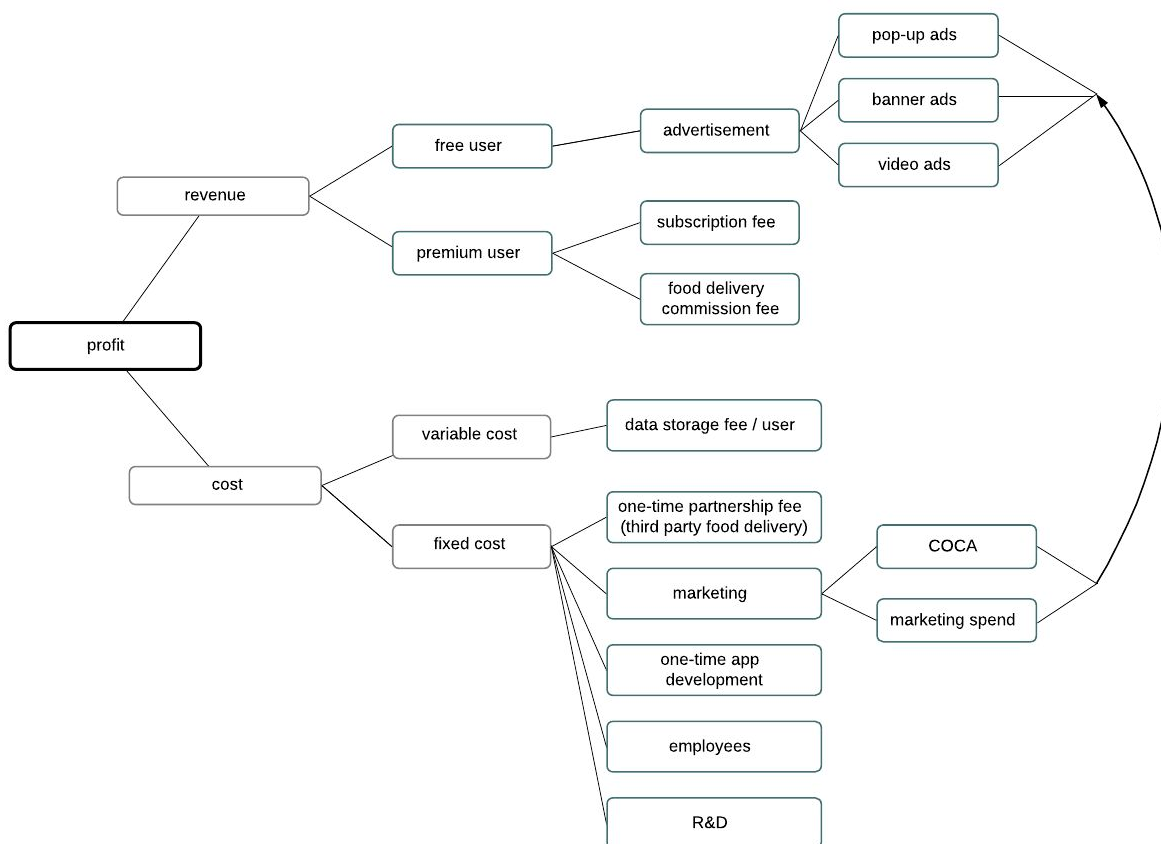 pop-up ads
banner ads
free user
advertisement
video ads
revenue
subscription fee
premium user
food delivery
commission fee
profit
data storage fee / user
variable cost
cost
one-time partnership fee
(third party food delivery)
fixed cost
COCA
marketing
marketing spend
one-time app
development
employees
R&D